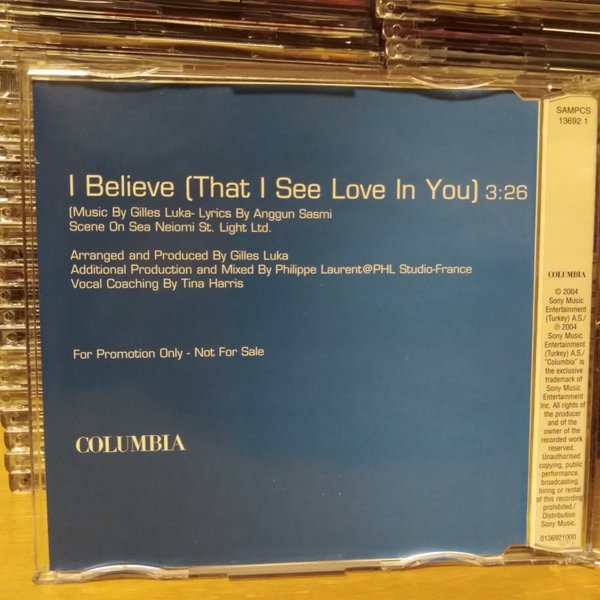 I Believe (That I See Love In You) 3:26
(Music By Gilles Luka- Lyrics By Anggun Sasmi
Scene On Sea Neiomi St. Light Ltd.
Arranged and Produced By Gilles Luka
Additional Production and Mixed By Philippe Laurent@PHL Studio-France
Vocal Coaching By Tina Harris
For Promotion Only - Not For Sale
COLUMBIA
SAMPCS
13692 1
COLUMBIA
© 2004
Sony Music
Entertainment
(Turkey) A.S./
℗ 2004
Sony Music
Entertainment
(Turkey) A.S./
"Columbia" is
the exclusive
trademark of
Sony Music
Entertainment
Inc. All rights of
the producer
and of the
owner of the
recorded work
reserved.
Unauthorised
copying, public
performance,
broadcasting,
hiring or rental
of this recording
prohibited./
Distribution
Sony Music.
0136921000